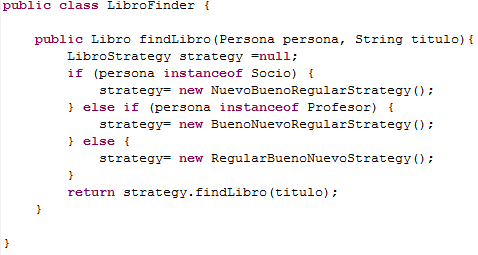 public class LibroFinder {
public Libro findLibro(Persona persona, String titulo){
LibroStrategy strategy =null;
if (persona instanceof Socio) {
strategy= new NuevoBuenoRegularStrategy();
} else if (persona instanceof Profesor) {
strategy= new BuenoNuevoRegularStrategy();
} else {
strategy= new RegularBuenoNuevoStrategy();
}
return strategy.findLibro(titulo);
}
}